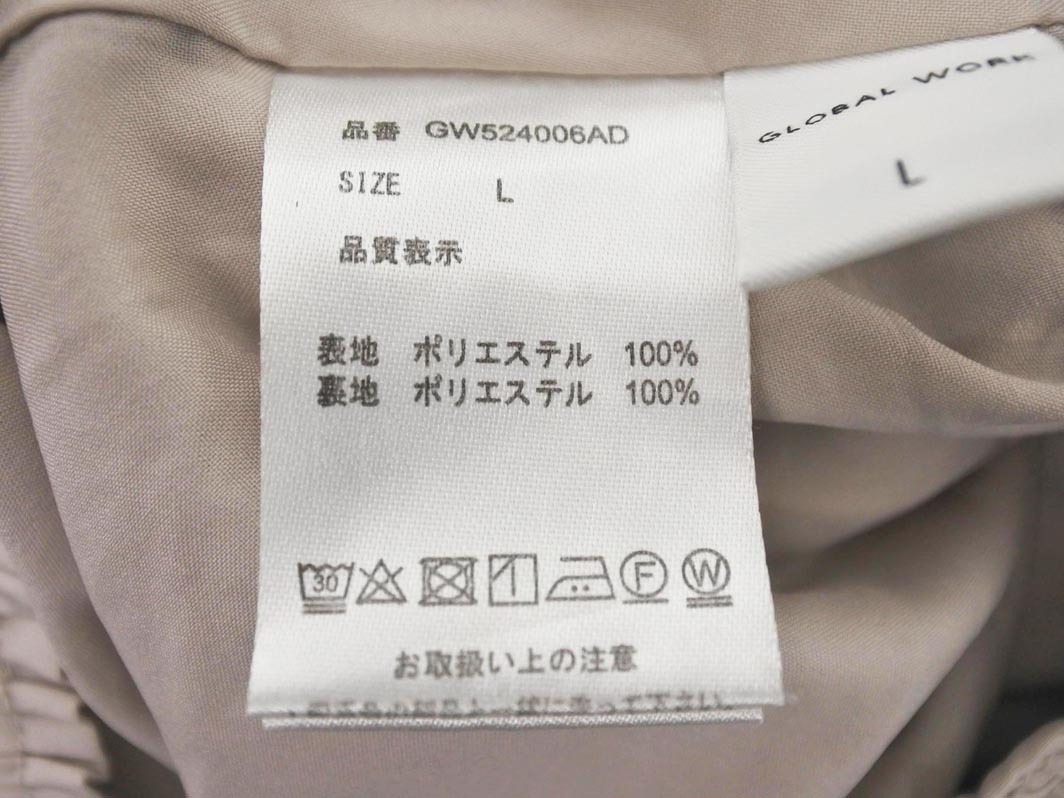 品番 GW524006AD
SIZE L
品質表示
表地 ポリエステル 100%
裏地 ポリエステル 100%
30
F
W
お取扱い上の注意
GLOBAL WORK
L